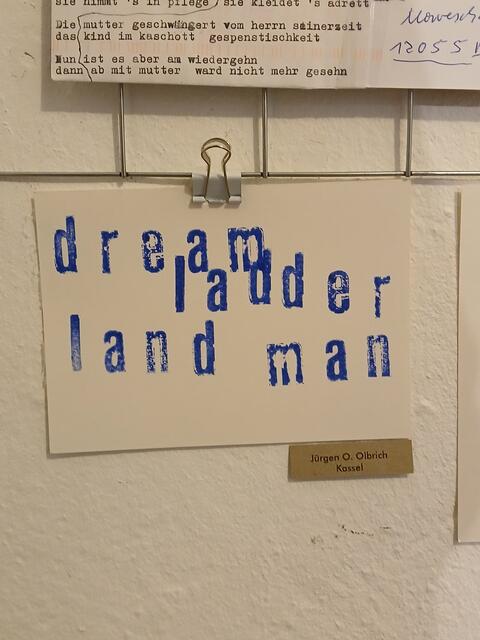 sie nimmt 's in pflege / sie kleidet 's adrett
Die mutter geschwängert vom herrn seinerzeit
das kind im kaschott gespenstischkeit
Nun ist es aber am wiedergehn
dann ab mit mutter ward nicht mehr gesehn
12055
dream
ladder
land man
Jürgen O. Olbrich
Kassel